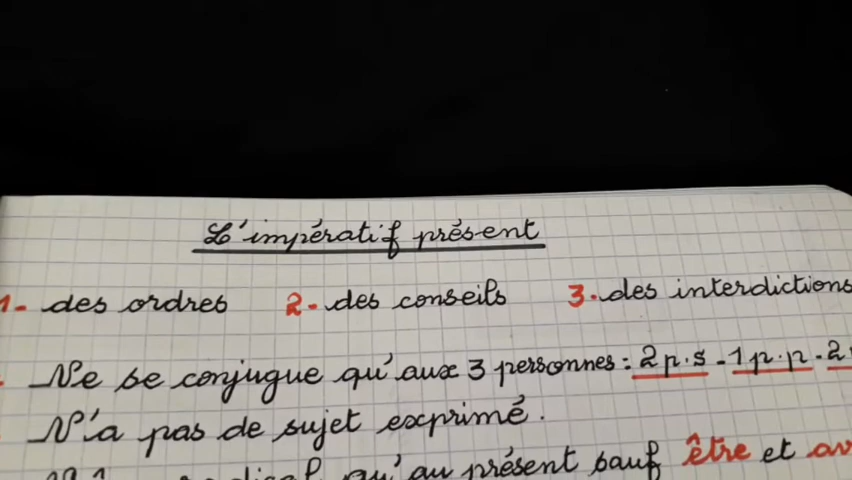 L'impératif présent
1- des ordres 2- des conseils 3. des interdictions
Ne se conjugue qu'aux 3 personnes : 2p.s - 1p.p - 2
N'a pas de sujet exprimé.
qu'au présent sauf être et